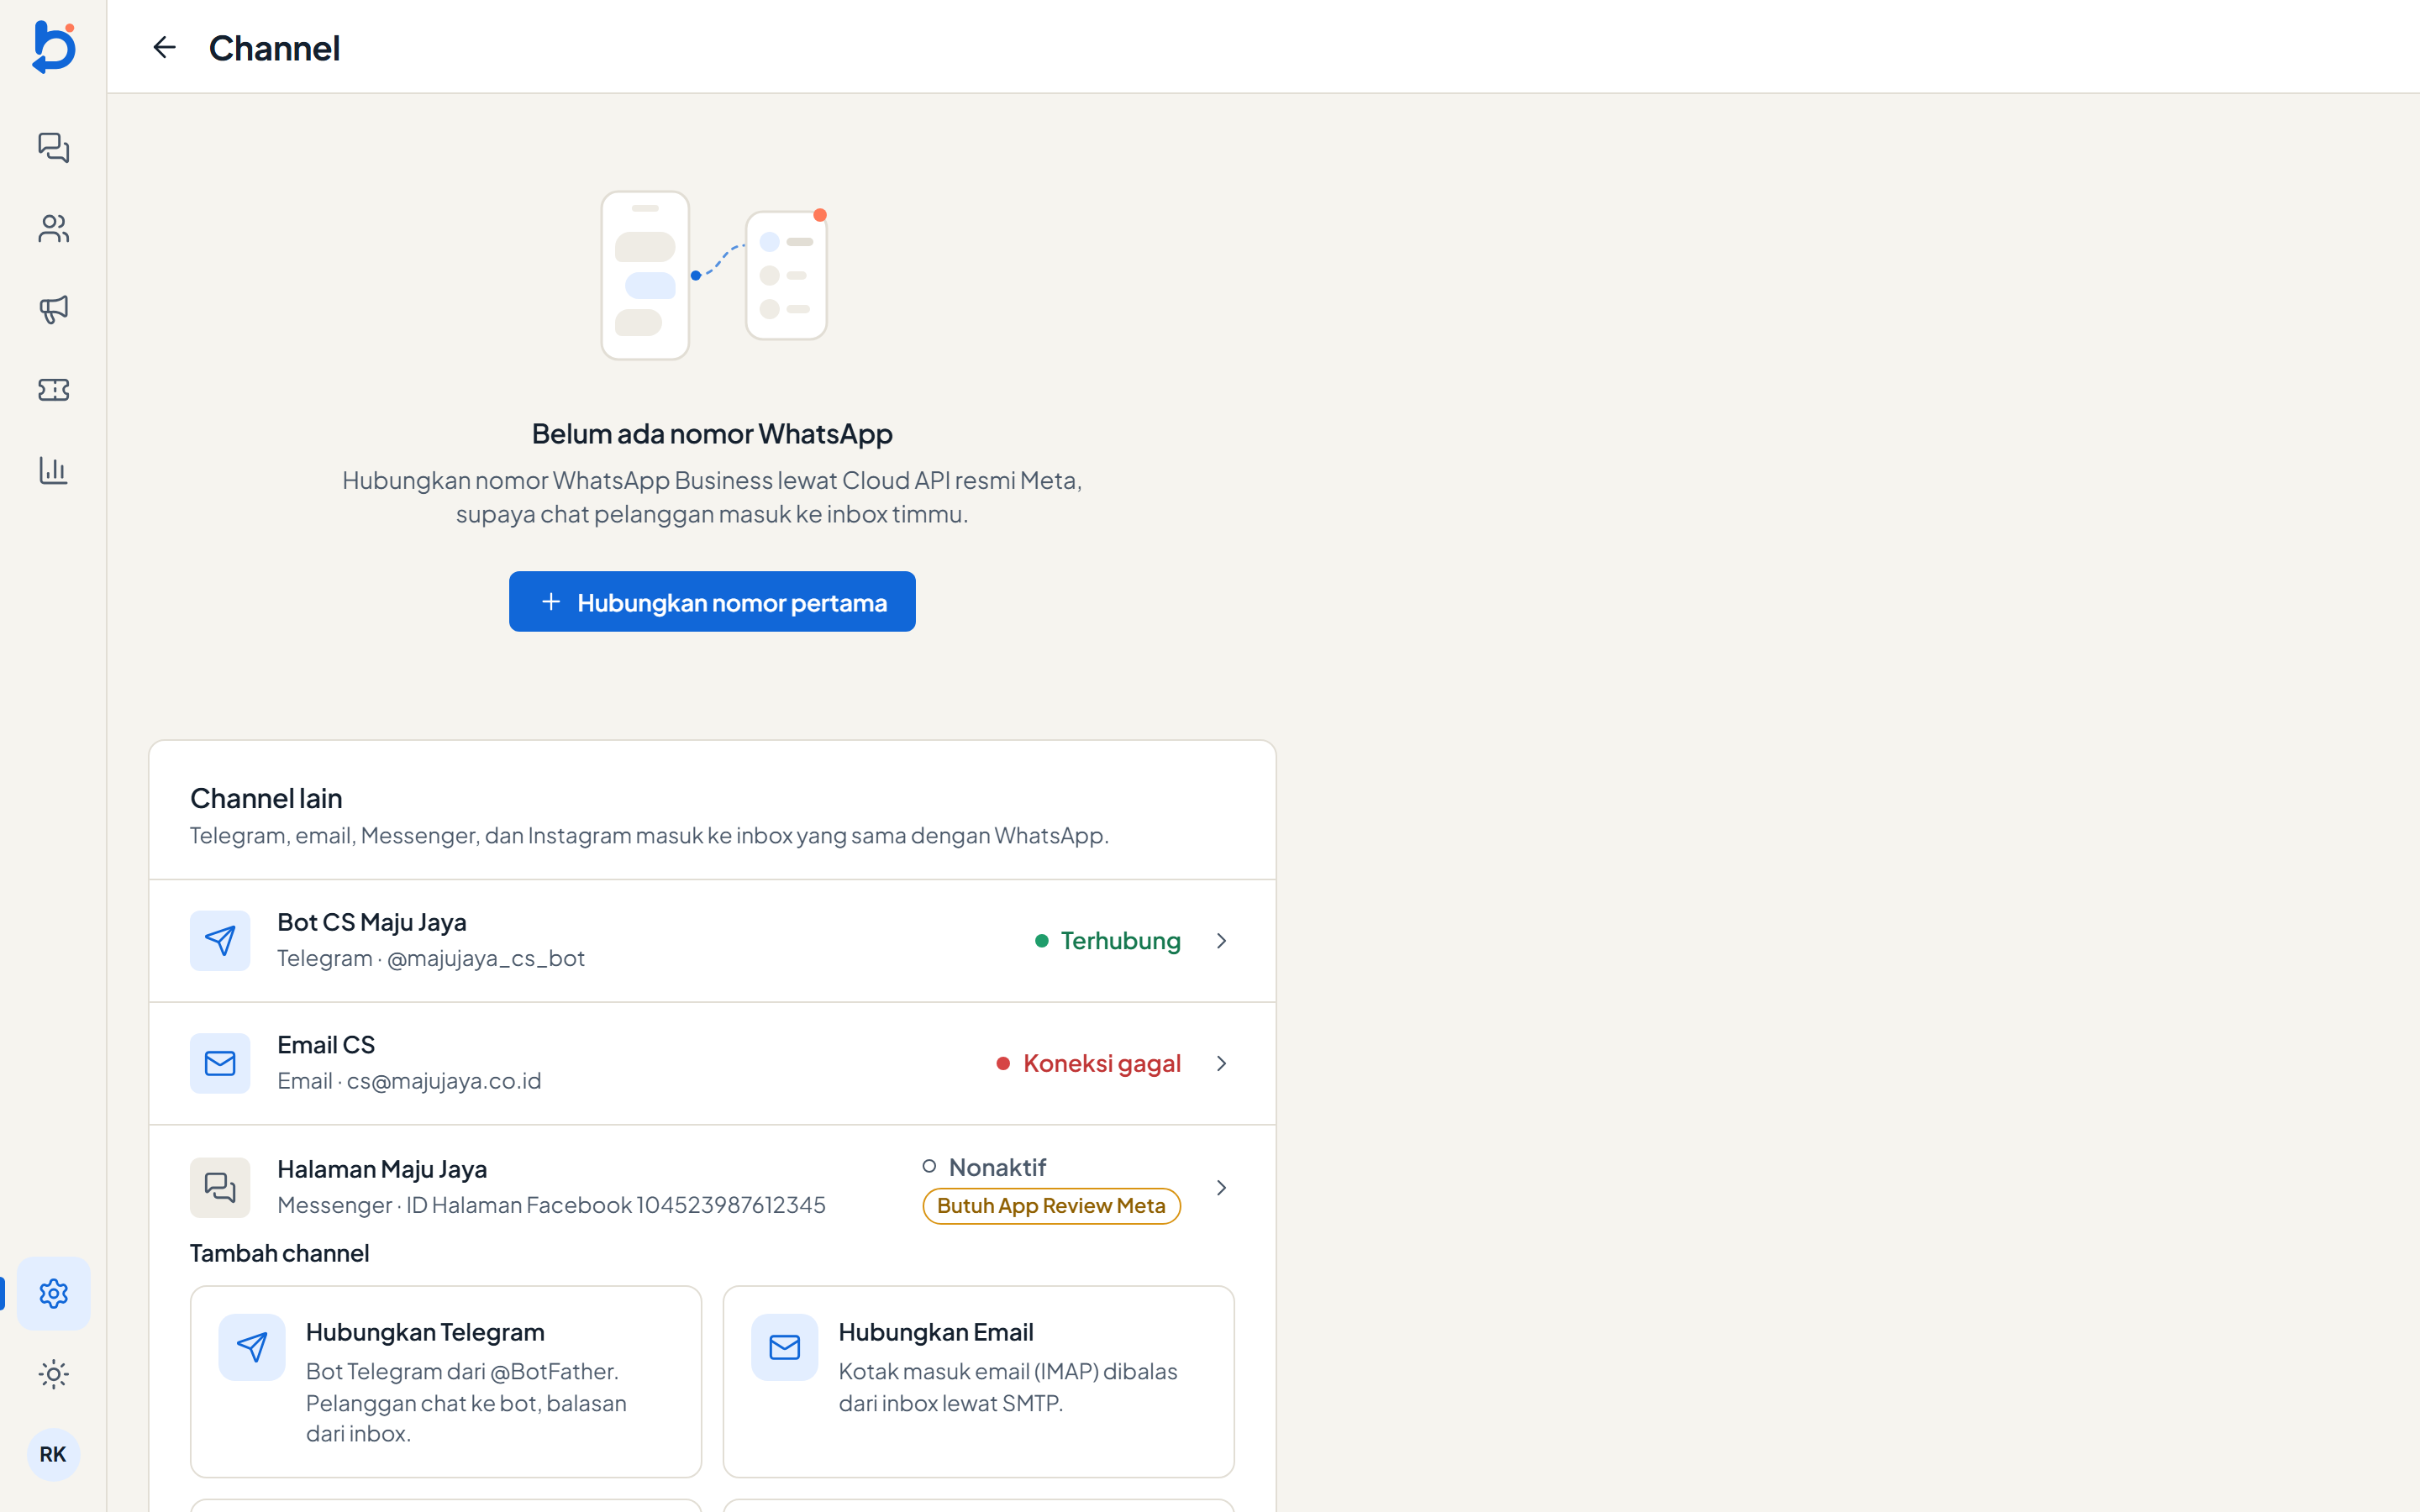 Channel
Belum ada nomor WhatsApp
Hubungkan nomor WhatsApp Business lewat Cloud API resmi Meta,
supaya chat pelanggan masuk ke inbox timmu.
Hubungkan nomor pertama
Channel lain
Telegram, email, Messenger, dan Instagram masuk ke inbox yang sama dengan WhatsApp.
Bot CS Maju Jaya
Telegram · @majujaya_cs_bot
Terhubung
Email CS
Email · cs@majujaya.co.id
Koneksi gagal
Halaman Maju Jaya
Messenger · ID Halaman Facebook 104523987612345
Nonaktif
Butuh App Review Meta
Tambah channel
Hubungkan Telegram
Bot Telegram dari @BotFather.
Pelanggan chat ke bot, balasan
dari inbox.
Hubungkan Email
Kotak masuk email (IMAP) dibalas
dari inbox lewat SMTP.
RK